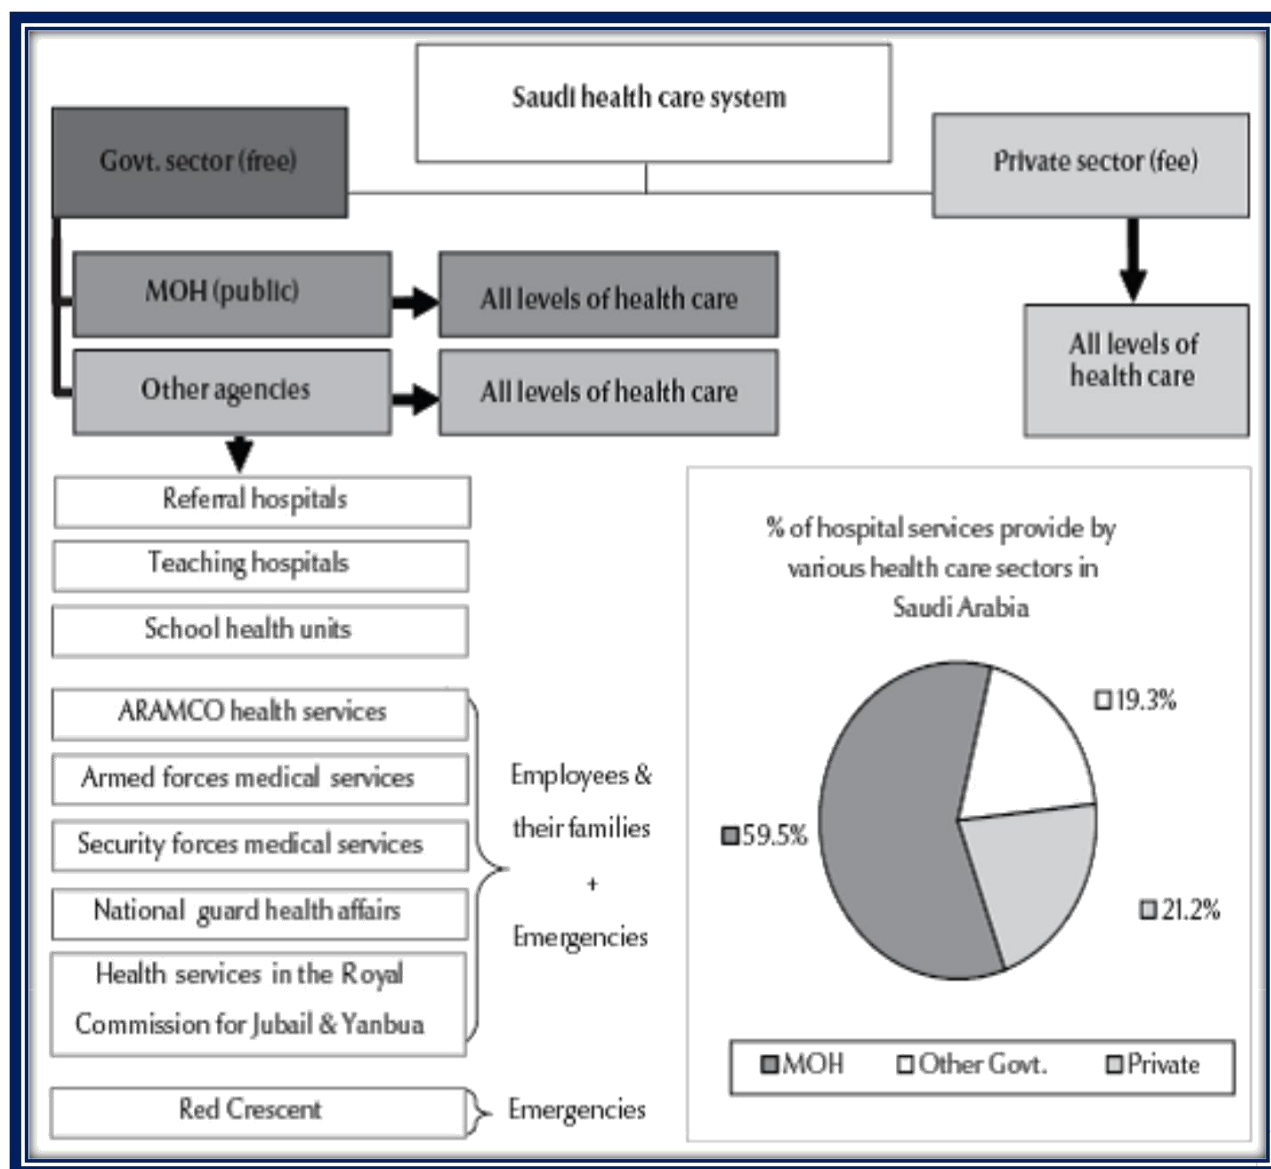 Saudi health care system
Govt. sector (free)
Private sector (fee)
MOH (public)
All levels of health care
Other agencies
All levels of health care
All levels of
health care
Referral hospitals
Teaching hospitals
School health units
ARAMCO health services
Armed forces medical services
Security forces medical services
National guard health affairs
Health services in the Royal
Commission for Jubail & Yanbua
Employees &
their families
+
Emergencies
Red Crescent
Emergencies
% of hospital services provide by
various health care sectors in
Saudi Arabia
19.3%
59.5%
21.2%
MOH Other Govt. Private